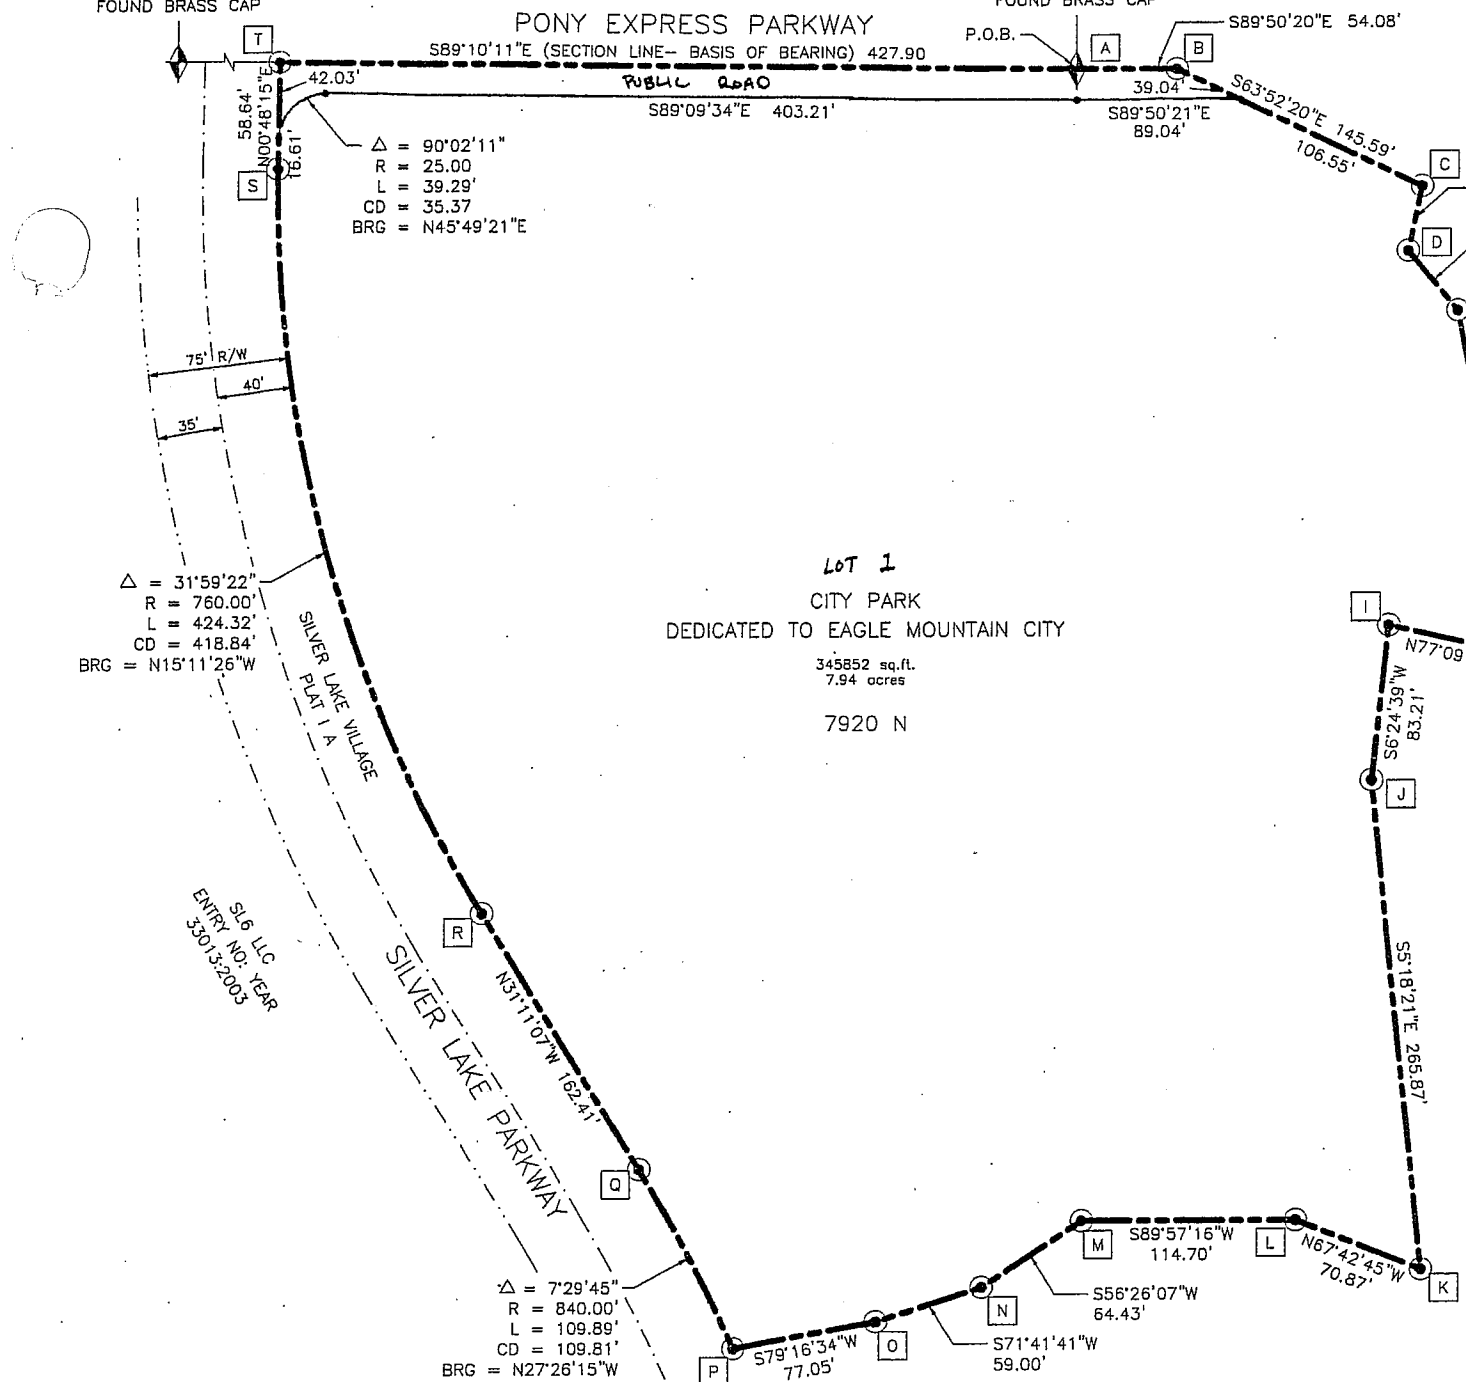 FOUND BRASS CAP
FOUND BRASS CAP
PONY EXPRESS PARKWAY
S89°50'20"E 54.08'
P.O.B.
T
A
B
S89°10'11"E (SECTION LINE- BASIS OF BEARING) 427.90
PUBLIC ROAD
42.03'
39.04'
S89°09'34"E 403.21'
S89°50'21"E
89.04'
S63°52'20"E 145.59'
106.55'
58.64'
N00°48'15"E
16.61'
S
C
D
△ = 90°02'11"
R = 25.00
L = 39.29'
CD = 35.37
BRG = N45°49'21"E
75' R/W
40'
35'
△ = 31°59'22"
R = 760.00'
L = 424.32'
CD = 418.84'
BRG = N15°11'26"W
SILVER LAKE VILLAGE
PLAT 1 A
LOT 1
CITY PARK
DEDICATED TO EAGLE MOUNTAIN CITY
345852 sq.ft.
7.94 acres
7920 N
I
N77°09
S6°24'39"W
83.21'
J
S5°18'21"E 265.87'
SL6 LLC
ENTRY NO: YEAR
33013:2003
R
SILVER LAKE PARKWAY
N31°11'07"W 162.41'
Q
M
S89°57'16"W
114.70'
L
N67°42'45"W
70.87'
K
△ = 7°29'45"
R = 840.00'
L = 109.89'
CD = 109.81'
BRG = N27°26'15"W
N
S56°26'07"W
64.43'
O
S71°41'41"W
59.00'
P
S79°16'34"W
77.05'